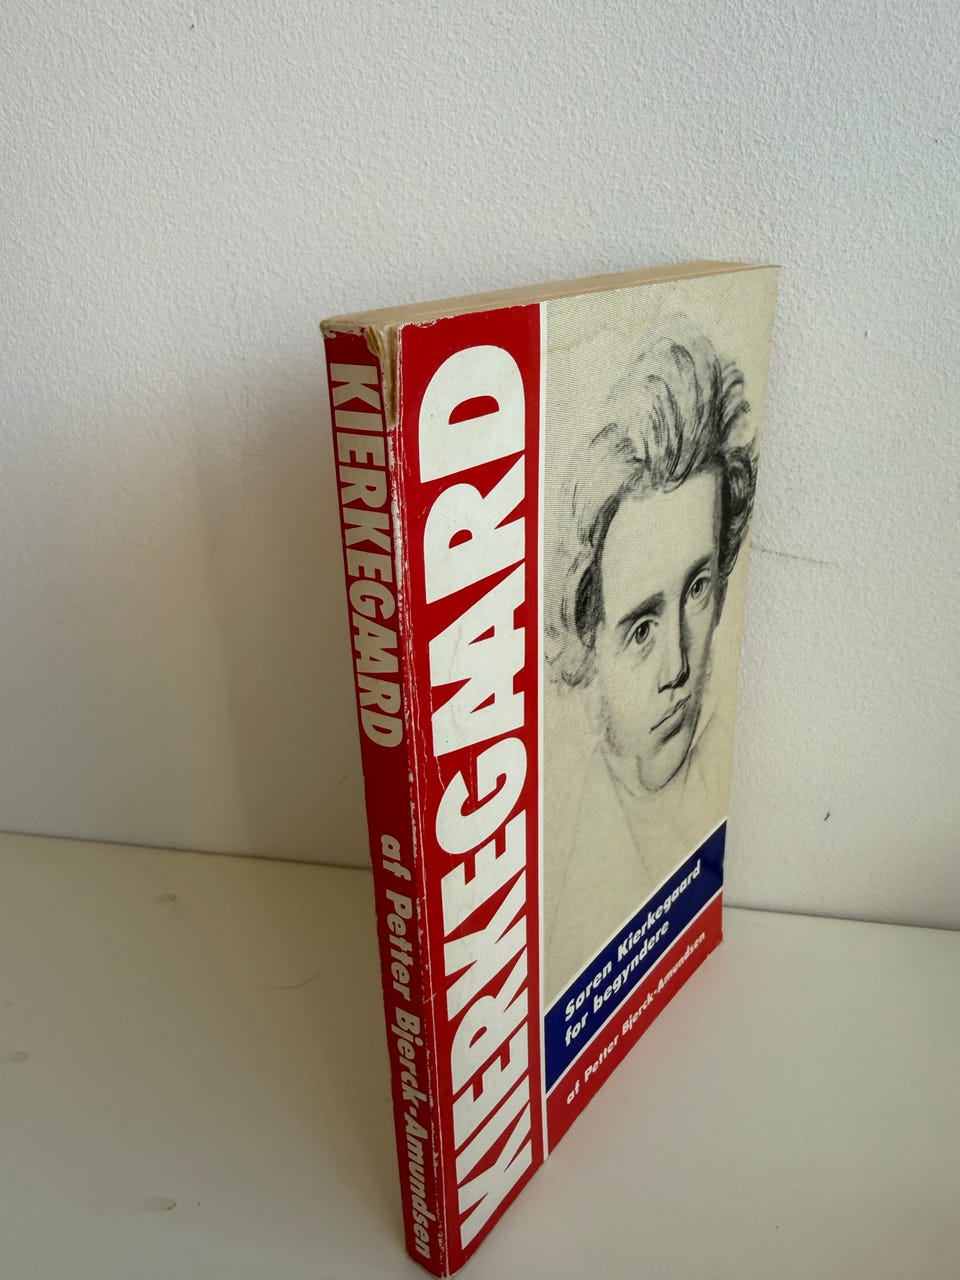 KIERKEGAARD
af Petter Bjerck-Amundsen
KIERKEGAARD
Søren Kierkegaard
for begyndere
af Petter Bjerck-Amundsen